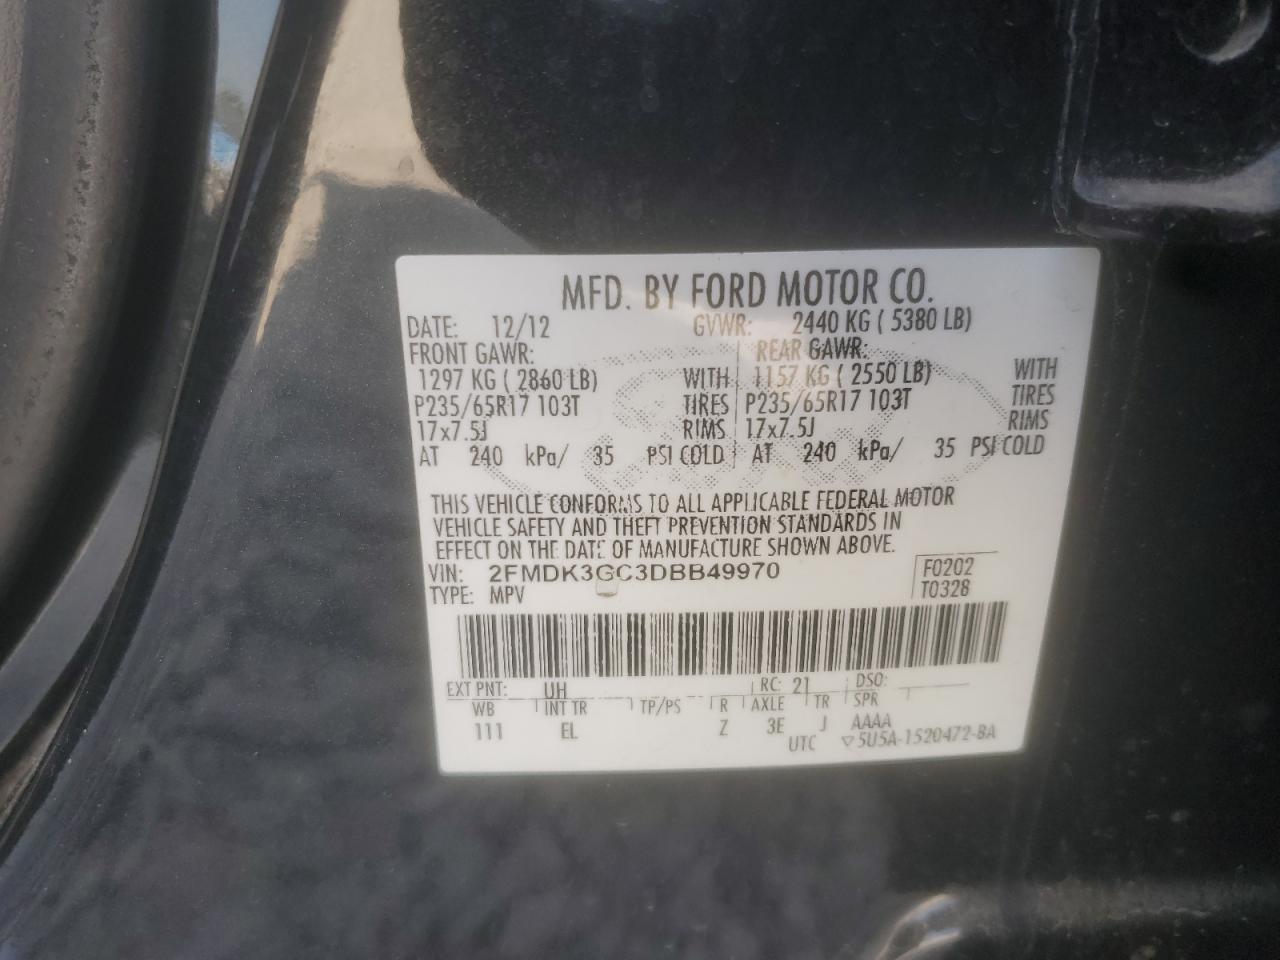 MFD. BY FORD MOTOR CO.
DATE: 12/12 GVWR: 2440 KG ( 5380 LB)
FRONT GAWR: REAR GAWR:
1297 KG ( 2860 LB) WITH 1157 KG ( 2550 LB) WITH
P235/65R17 103T TIRES P235/65R17 103T TIRES
17x7.5J RIMS 17x7.5J RIMS
AT 240 kPa/ 35 PSI COLD AT 240 kPa/ 35 PSI COLD
THIS VEHICLE CONFORMS TO ALL APPLICABLE FEDERAL MOTOR
VEHICLE SAFETY AND THEFT PREVENTION STANDARDS IN
EFFECT ON THE DATE OF MANUFACTURE SHOWN ABOVE.
VIN: 2FMDK3GC3DBB49970 F0202
TYPE: MPV T0328
EXT PNT: UH RC: 21 DSO:
WB INT TR TP/PS R AXLE TR SPR
111 EL Z 3E J AAAA
UTC ▽5U5A-1520472-BA